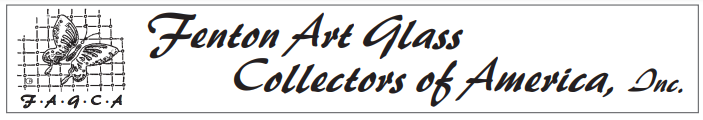 Fenton Art Glass
Collectors of America, Inc.
F·A·G·C·A